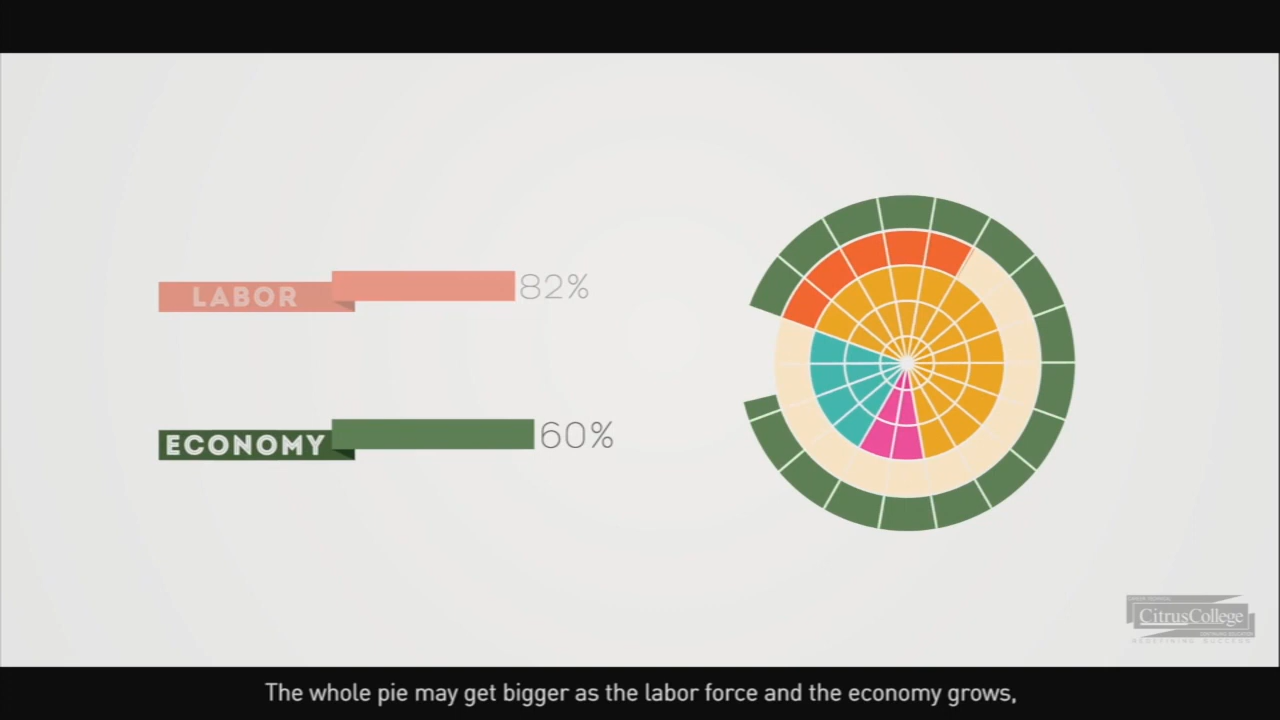 LABOR
82%
ECONOMY
60%
CitrusCollege
The whole pie may get bigger as the labor force and the economy grows,